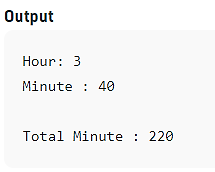 Output
Hour: 3
Minute : 40
Total Minute : 220